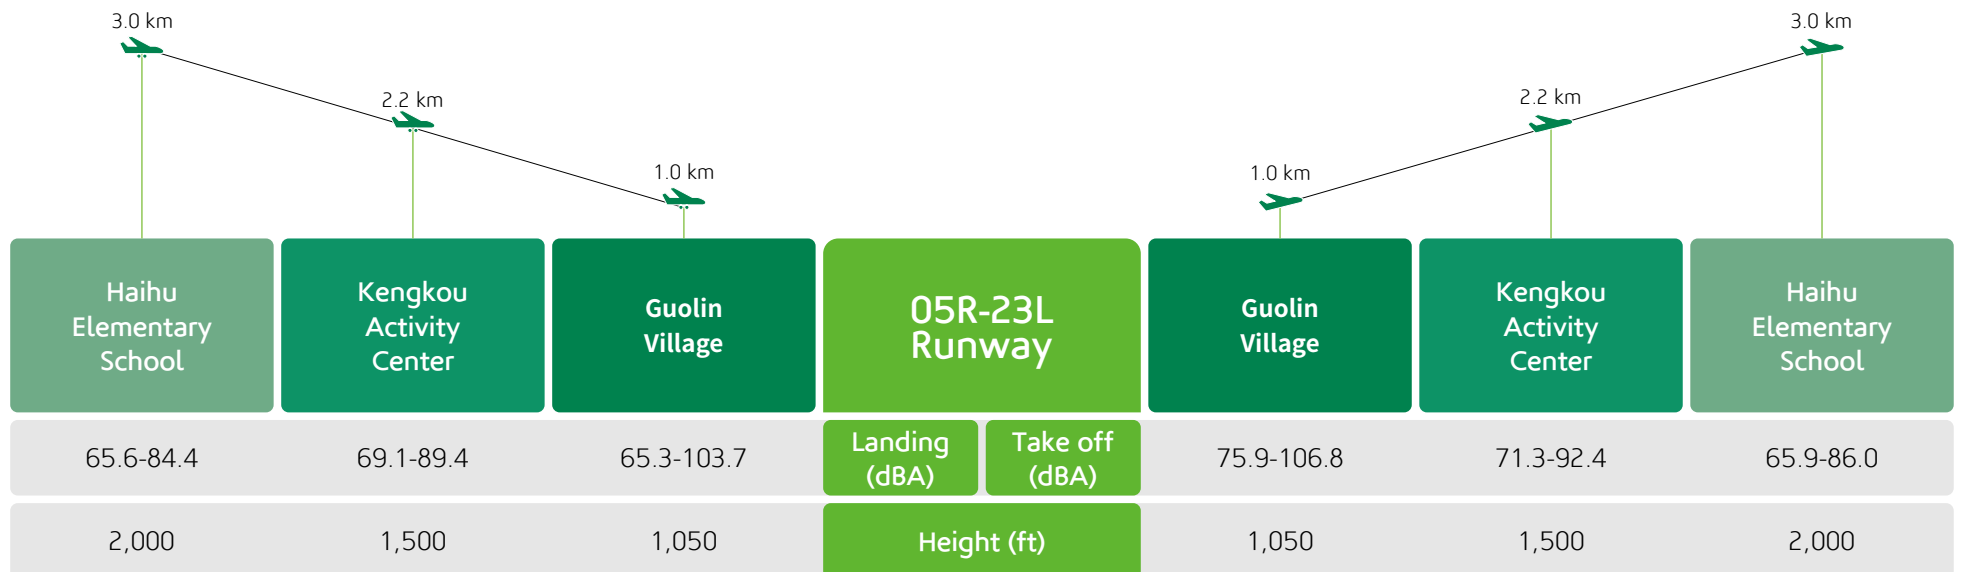 3.0 km
3.0 km
2.2 km
2.2 km
1.0 km
1.0 km
Haihu
Elementary
School
Kengkou
Activity
Center
Guolin
Village
05R-23L
Runway
Guolin
Village
Kengkou
Activity
Center
Haihu
Elementary
School
65.6-84.4
69.1-89.4
65.3-103.7
Landing
(dBA)
Take off
(dBA)
75.9-106.8
71.3-92.4
65.9-86.0
2,000
1,500
1,050
Height (ft)
1,050
1,500
2,000